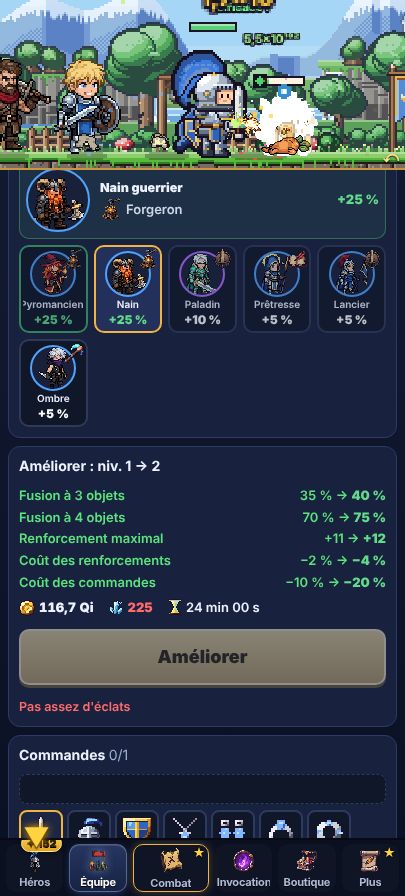 5,5×10¹⁶²
Nain guerrier
Forgeron
+25 %
Pyromancien
+25 %
Nain
+25 %
Paladin
+10 %
Prêtresse
+5 %
Lancier
+5 %
Ombre
+5 %
Améliorer : niv. 1 → 2
Fusion à 3 objets 35 % → 40 %
Fusion à 4 objets 70 % → 75 %
Renforcement maximal +11 → +12
Coût des renforcements −2 % → −4 %
Coût des commandes −10 % → −20 %
116,7 Qi 225 24 min 00 s
Améliorer
Pas assez d'éclats
Commandes 0/1
Héros
Équipe
Combat
Invocation
Boutique
Plus